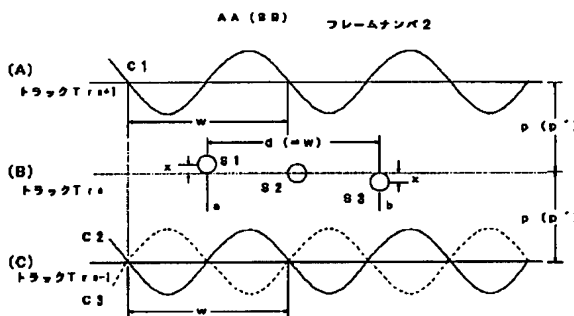 AA (SB) フレームナンバ2
C1
(A)
トラックTrn+1
w
p (p')
d (=w)
x S1 x
(B)
トラックTrn
S2
S3
a b
p (p')
C2
(C)
トラックTrn-1
C3
w